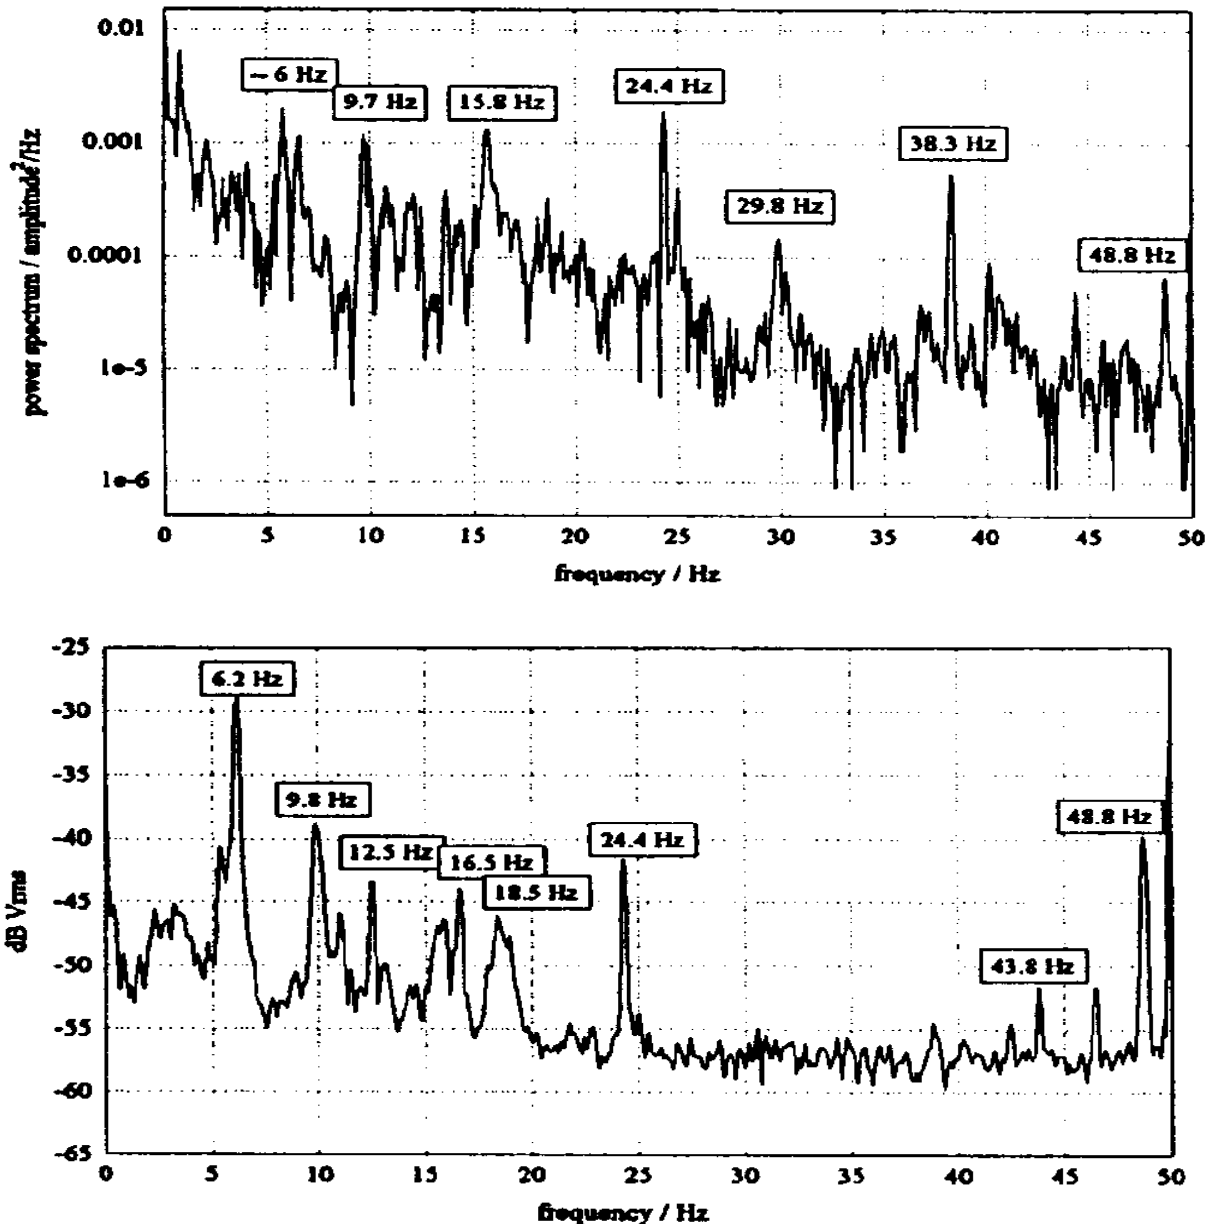 0.01
~ 6 Hz
9.7 Hz
15.8 Hz
24.4 Hz
0.001
38.3 Hz
29.8 Hz
0.0001
48.8 Hz
1e-5
1e-6
power spectrum / amplitude²/Hz
0 5 10 15 20 25 30 35 40 45 50
frequency / Hz
-25
6.2 Hz
-30
-35
9.8 Hz
48.8 Hz
-40
12.5 Hz
16.5 Hz
24.4 Hz
18.5 Hz
-45
-50
43.8 Hz
-55
-60
-65
dB Vrms
0 5 10 15 20 25 30 35 40 45 50
frequency / Hz